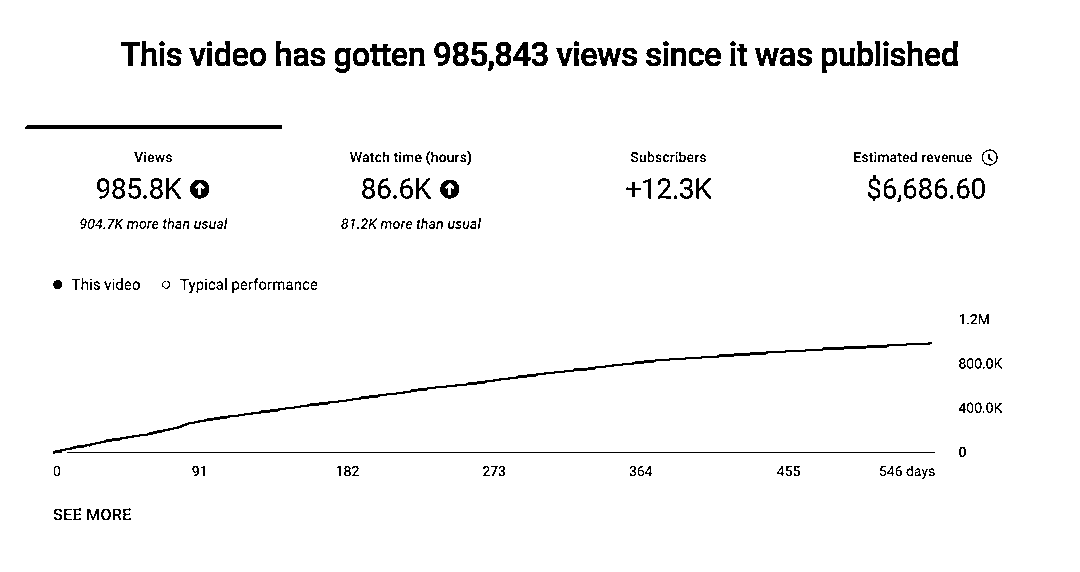 This video has gotten 985,843 views since it was published
Views
985.8K
904.7K more than usual
Watch time (hours)
86.6K
81.2K more than usual
Subscribers
+12.3K
Estimated revenue
$6,686.60
This video
Typical performance
1.2M
800.0K
400.0K
0
0 91 182 273 364 455 546 days
SEE MORE